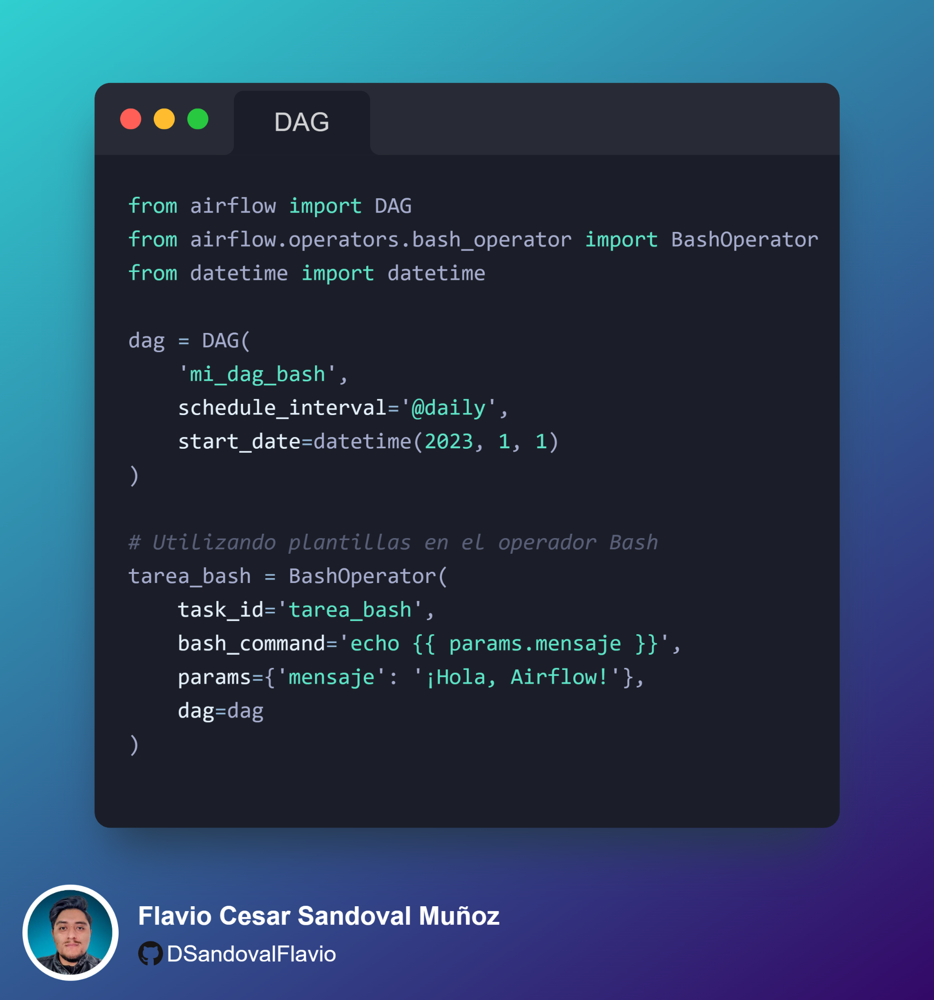 DAG
from airflow import DAG
from airflow.operators.bash_operator import BashOperator
from datetime import datetime
dag = DAG(
    'mi_dag_bash',
    schedule_interval='@daily',
    start_date=datetime(2023, 1, 1)
)
# Utilizando plantillas en el operador Bash
tarea_bash = BashOperator(
    task_id='tarea_bash',
    bash_command='echo {{ params.mensaje }}',
    params={'mensaje': '¡Hola, Airflow!'},
    dag=dag
)
Flavio Cesar Sandoval Muñoz
DSandovalFlavio